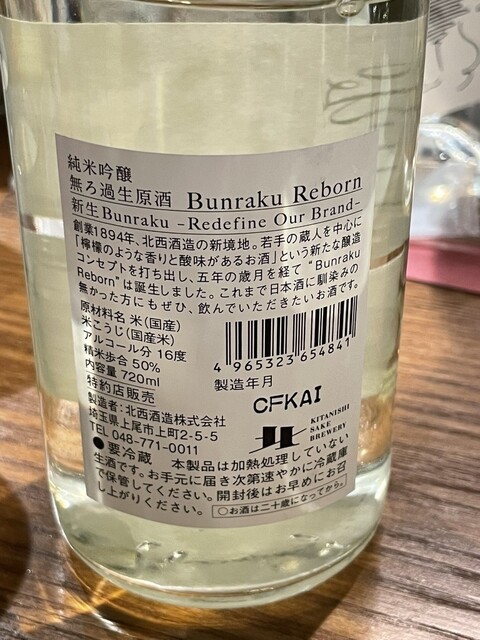 純米吟醸
無ろ過生原酒 Bunraku Reborn
新生Bunraku -Redefine Our Brand-
創業1894年、北西酒造の新境地。若手の蔵人を中心に
「檸檬のような香りと酸味があるお酒」という新たな醸造
コンセプトを打ち出し、五年の歳月を経て "Bunraku
Reborn" は誕生しました。これまで日本酒に馴染みの
無かった方にもぜひ、飲んでいただきたいお酒です。
原材料名 米(国産)
米こうじ(国産米)
アルコール分 16度
精米歩合 50%
内容量 720ml
特約店販売
4 965323 654841
製造年月
CFKAI
製造者:北西酒造株式会社
埼玉県上尾市上町2-5-5
TEL 048-771-0011
KITANISHI
SAKE
BREWERY
●要冷蔵 本製品は加熱処理していない
生酒です。お手元に届き次第速やかに冷蔵庫
で保管してください。開封後はお早めにお召
し上がりください。
○お酒は二十歳になってから。